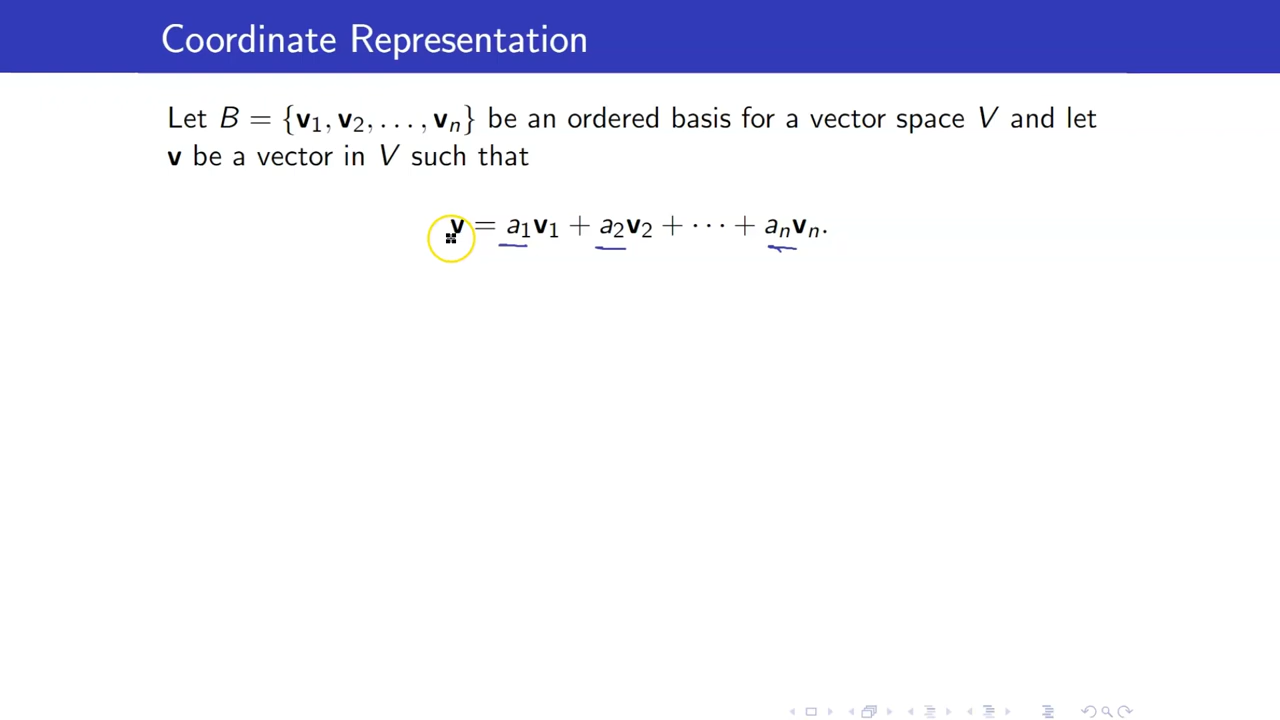 Coordinate Representation
Let B = {v₁, v₂, . . . , vₙ} be an ordered basis for a vector space V and let
v be a vector in V such that
v = a₁v₁ + a₂v₂ + · · · + aₙvₙ.